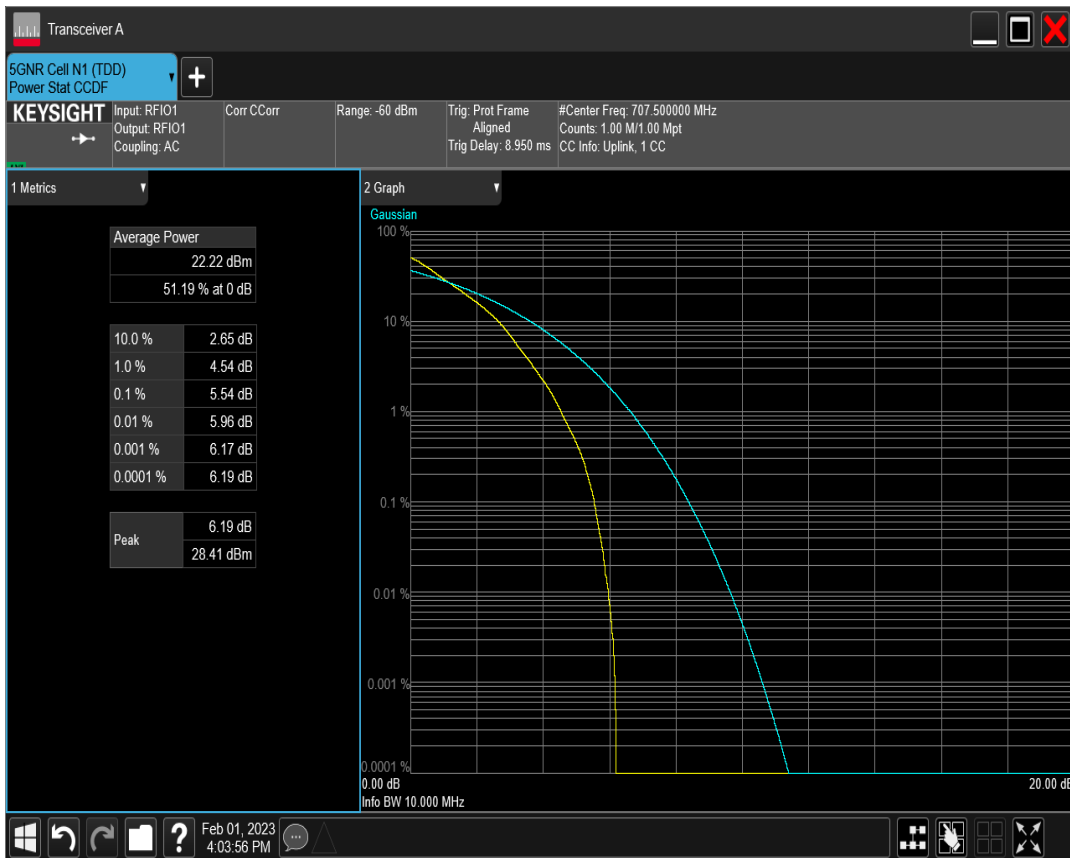 Transceiver A
5GNR Cell N1 (TDD)
Power Stat CCDF
KEYSIGHT
Input: RFIO1
Output: RFIO1
Coupling: AC
Corr CCorr
Range: -60 dBm
Trig: Prot Frame
Aligned
Trig Delay: 8.950 ms
#Center Freq: 707.500000 MHz
Counts: 1.00 M/1.00 Mpt
CC Info: Uplink, 1 CC
1 Metrics
Average Power
22.22 dBm
51.19 % at 0 dB
10.0 % 2.65 dB
1.0 % 4.54 dB
0.1 % 5.54 dB
0.01 % 5.96 dB
0.001 % 6.17 dB
0.0001 % 6.19 dB
Peak 6.19 dB
28.41 dBm
2 Graph
Gaussian
100 %
10 %
1 %
0.1 %
0.01 %
0.001 %
0.0001 %
0.00 dB
20.00 dB
Info BW 10.000 MHz
Feb 01, 2023
4:03:56 PM